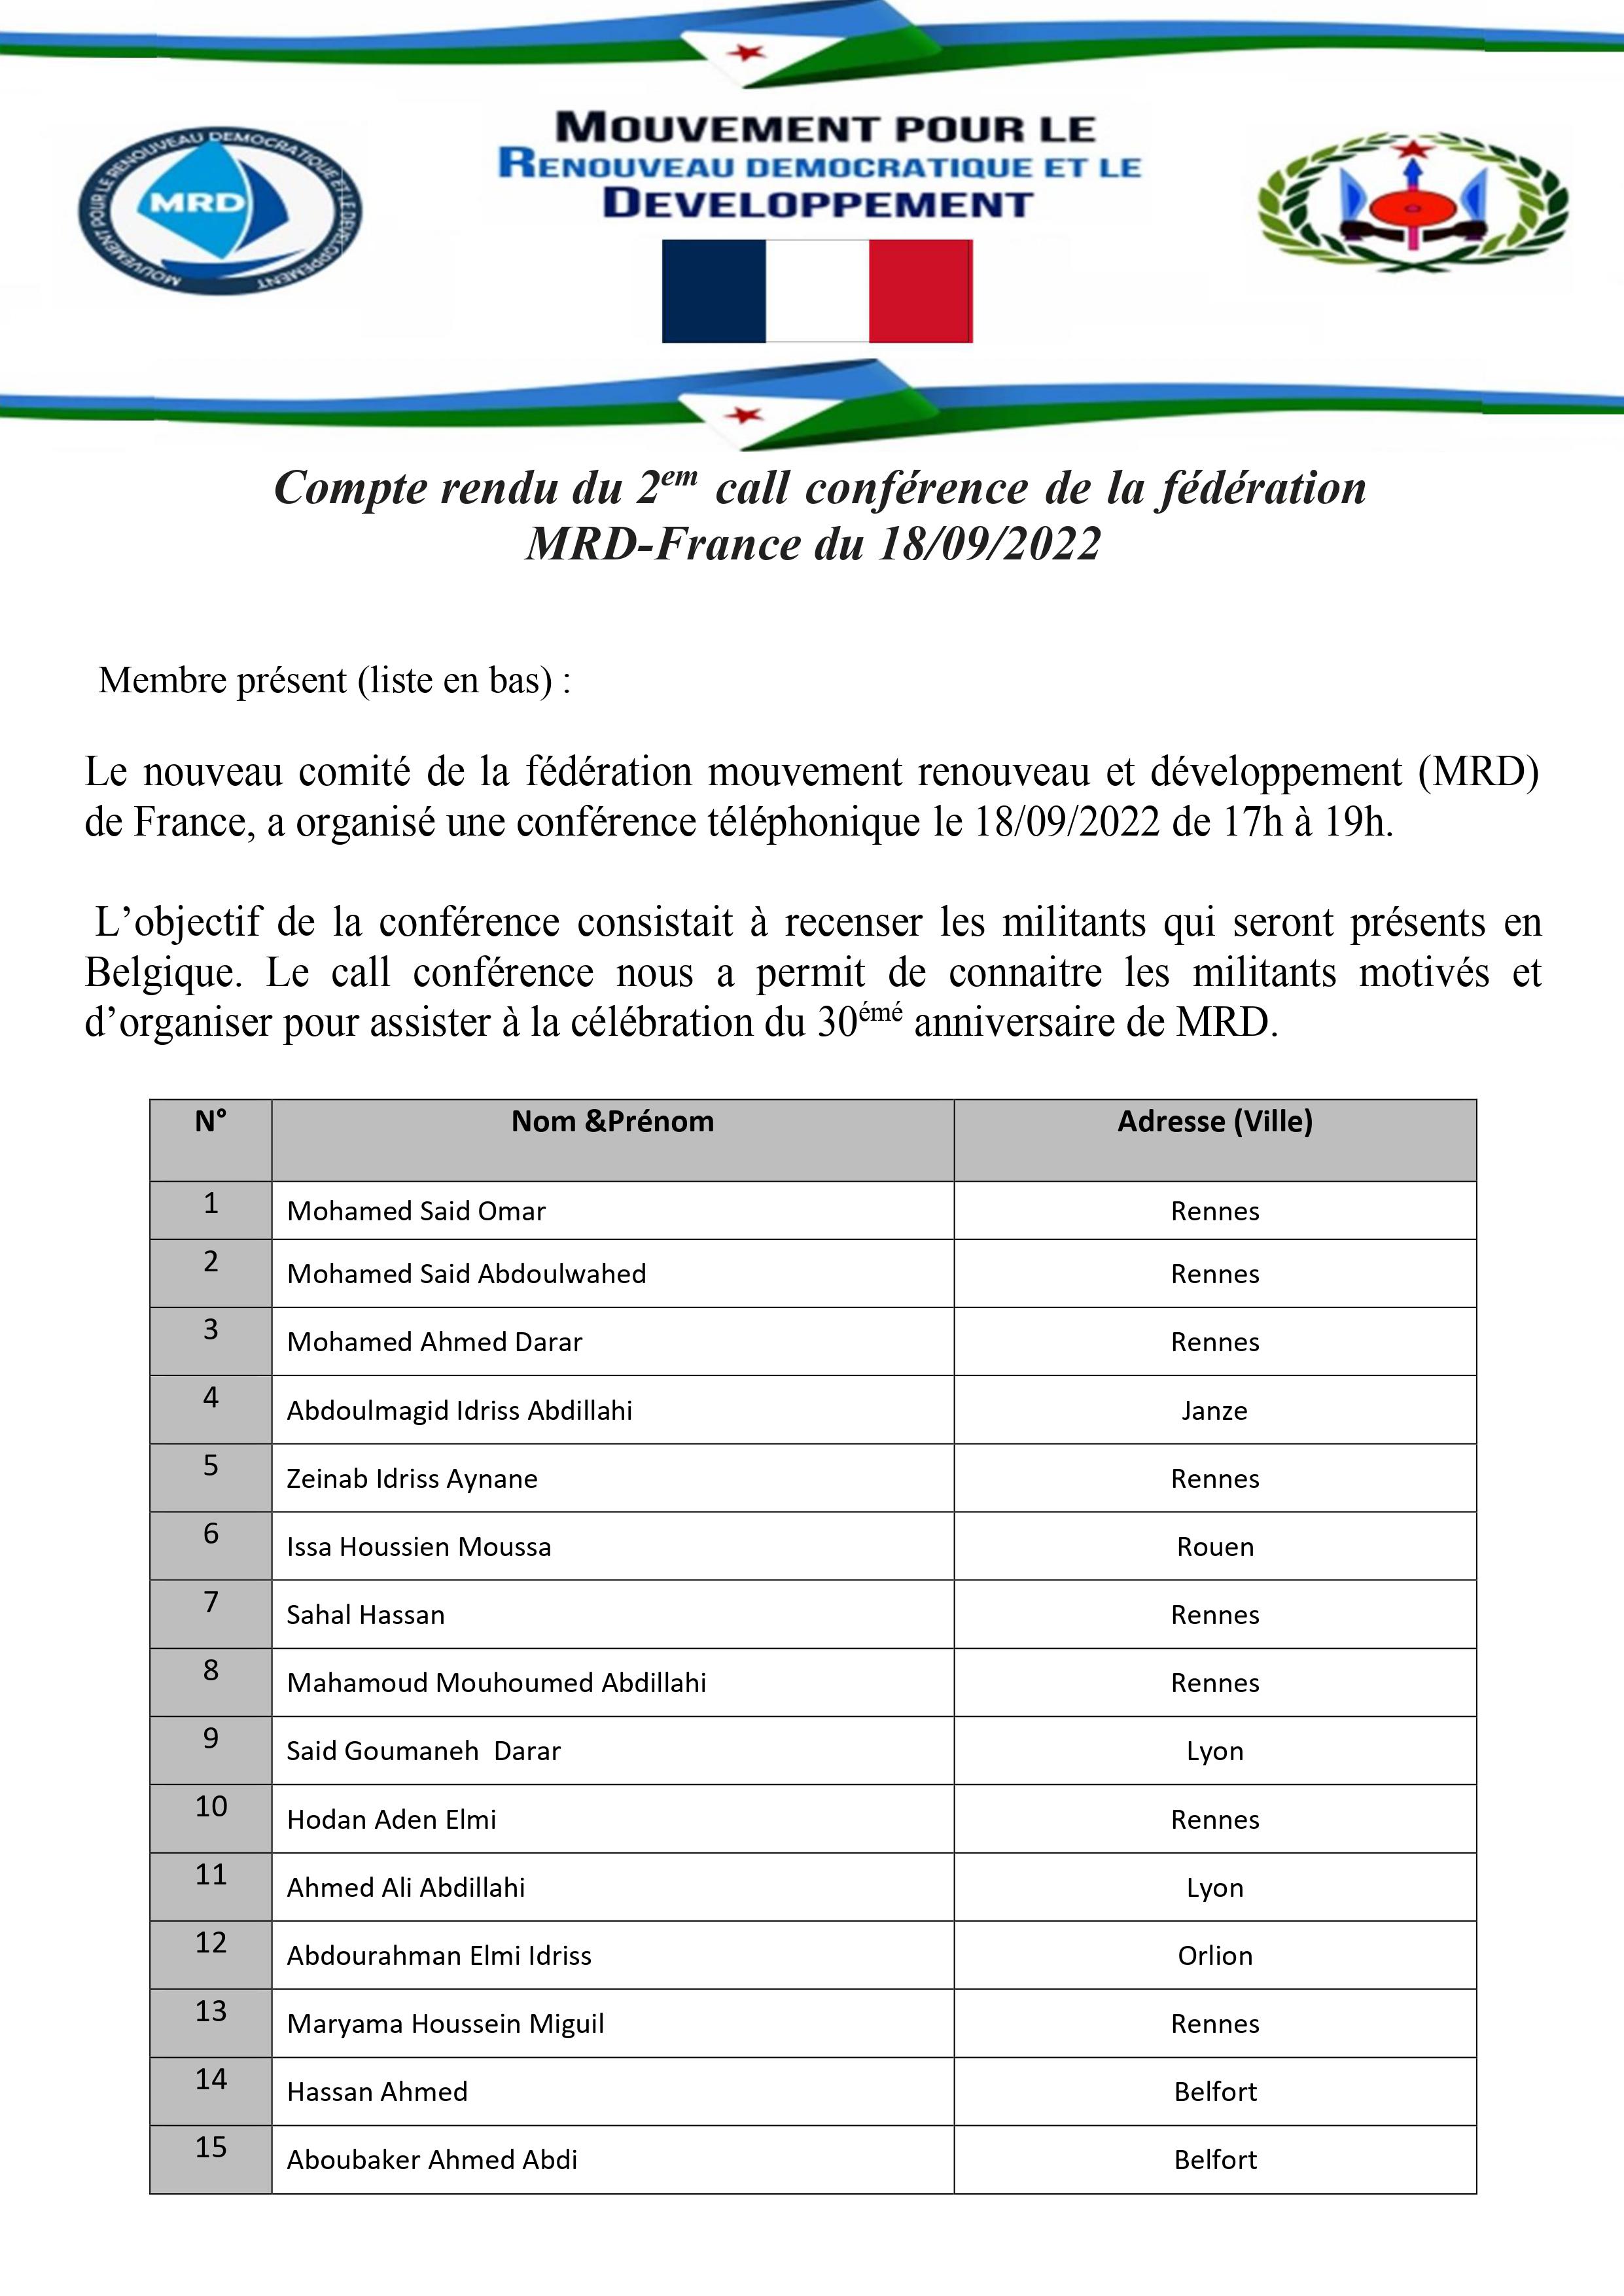 MOUVEMENT POUR LE RENOUVEAU DEMOCRATIQUE ET LE DEVELOPPEMENT
MRD
MOUVEMENT POUR LE
RENOUVEAU DEMOCRATIQUE ET LE
DEVELOPPEMENT
Compte rendu du 2em call conférence de la fédération
MRD-France du 18/09/2022
Membre présent (liste en bas) :
Le nouveau comité de la fédération mouvement renouveau et développement (MRD)
de France, a organisé une conférence téléphonique le 18/09/2022 de 17h à 19h.
L’objectif de la conférence consistait à recenser les militants qui seront présents en
Belgique. Le call conférence nous a permit de connaitre les militants motivés et
d’organiser pour assister à la célébration du 30émé anniversaire de MRD.
N° Nom &Prénom Adresse (Ville)
1 Mohamed Said Omar Rennes
2 Mohamed Said Abdoulwahed Rennes
3 Mohamed Ahmed Darar Rennes
4 Abdoulmagid Idriss Abdillahi Janze
5 Zeinab Idriss Aynane Rennes
6 Issa Houssien Moussa Rouen
7 Sahal Hassan Rennes
8 Mahamoud Mouhoumed Abdillahi Rennes
9 Said Goumaneh Darar Lyon
10 Hodan Aden Elmi Rennes
11 Ahmed Ali Abdillahi Lyon
12 Abdourahman Elmi Idriss Orlion
13 Maryama Houssein Miguil Rennes
14 Hassan Ahmed Belfort
15 Aboubaker Ahmed Abdi Belfort